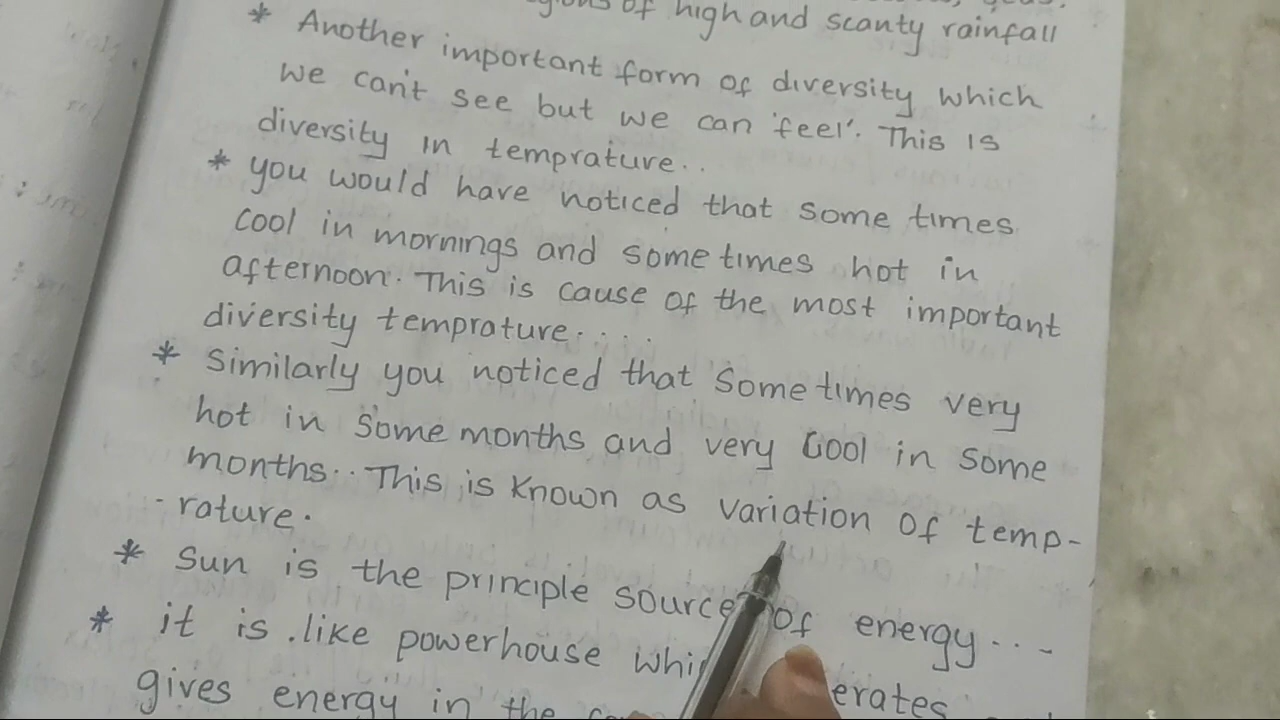 of high and scanty rainfall
* Another important form of diversity which
we can't see but we can 'feel'. This is
diversity in temprature..
* you would have noticed that some times
cool in mornings and some times hot in
afternoon. This is cause of the most important
diversity temprature.....
* Similarly you noticed that Some times very
hot in some months and very Cool in some
months.. This is known as variation of temp-
-rature.
* Sun is the principle source of energy...-
* it is .like powerhouse
gives energy in the